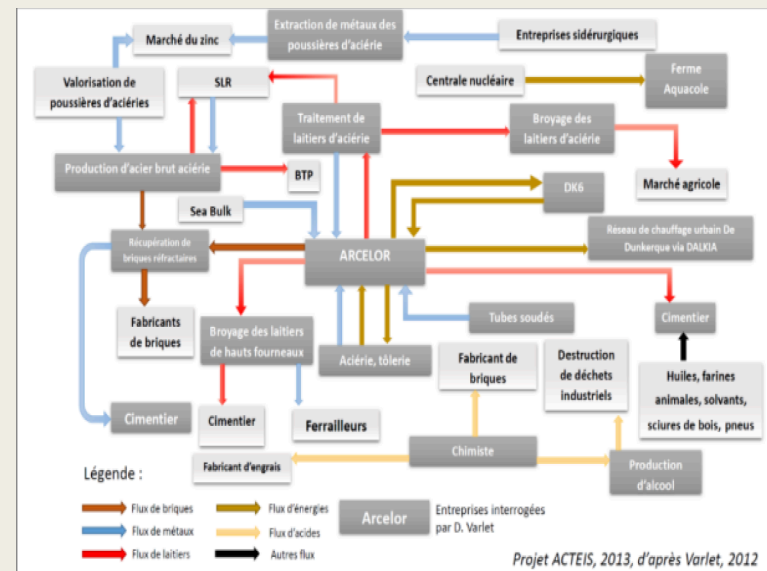 Extraction de métaux des
poussières d'aciérie
Marché du zinc
Entreprises sidérurgiques
Valorisation de
poussières d'aciéries
SLR
Centrale nucléaire
Ferme
Aquacole
Traitement de
laitiers d'aciérie
Broyage des
laitiers d'aciérie
Production d'acier brut aciérie
BTP
Marché agricole
DK6
Sea Bulk
Récupération de
briques réfractaires
ARCELOR
Réseau de chauffage urbain De
Dunkerque via DALKIA
Fabricants
de briques
Broyage des laitiers
de hauts fourneaux
Aciérie, tôlerie
Tubes soudés
Cimentier
Fabricant de
briques
Destruction
de déchets
industriels
Huiles, farines
animales, solvants,
sciures de bois, pneus
Cimentier
Cimentier
Ferrailleurs
Chimiste
Fabricant d'engrais
Production
d'alcool
Légende :
Flux de briques
Flux de métaux
Flux de laitiers
Flux d'énergies
Flux d'acides
Autres flux
Arcelor
Entreprises interrogées
par D. Varlet
Projet ACTEIS, 2013, d'après Varlet, 2012